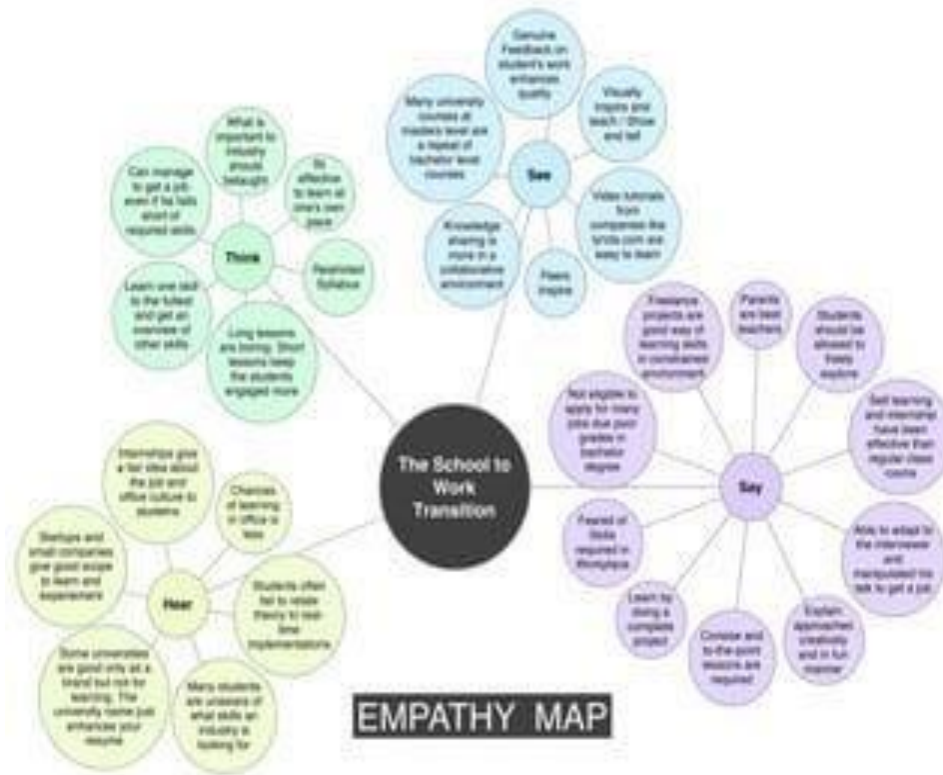 Genuine
Feedback on
student's work
enhances
quality
Many university
courses at
masters level are
a repeat of
bachelor level
courses
Visually
inspire and
teach / Show
and tell
See
Video tutorials
from
companies like
lynda.com are
easy to learn
Knowledge
sharing is
more in a
collaborative
environment
Peers
inspire
What is
important to
industry
should
betaught
Can manage
to get a job
even if he falls
short of
required skills
effective
to learn at
one's own
pace
Think
Restricted
Syllabus
Learn one skill
to the fullest
and get an
overview of
other skills
Long lessons
are boring. Short
lessons keep
the students
engaged more
Freelance
projects are
good way of
learning skills
in constrained
environment
Parents
are best
teachers
Students
should be
allowed to
freely
explore
Not eligible to
apply for many
jobs due poor
grades in
bachelor
degree
Self learning
and internship
have been
effective than
regular class
rooms
Say
Feared of
Skills
required in
Workplace
Able to adapt to
the interviewer
and
manipulated his
talk to get a job
Learn by
doing a
complete
project
Concise and
to-the-point
lessons are
required
Explain
approaches
creatively
and in fun
manner
The School to
Work
Transition
Internships give
a fair idea about
the job and
office culture to
students
Chances
of learning
in office is
less
Startups and
small companies
give good scope
to learn and
experiement
Hear
Students often
fail to relate
theory in real-
time
implementations
Some universities
are good only as a
brand but not for
learning. The
university name just
enhances your
resume
Many students
are unaware of
what skills an
industry is
looking for
EMPATHY MAP